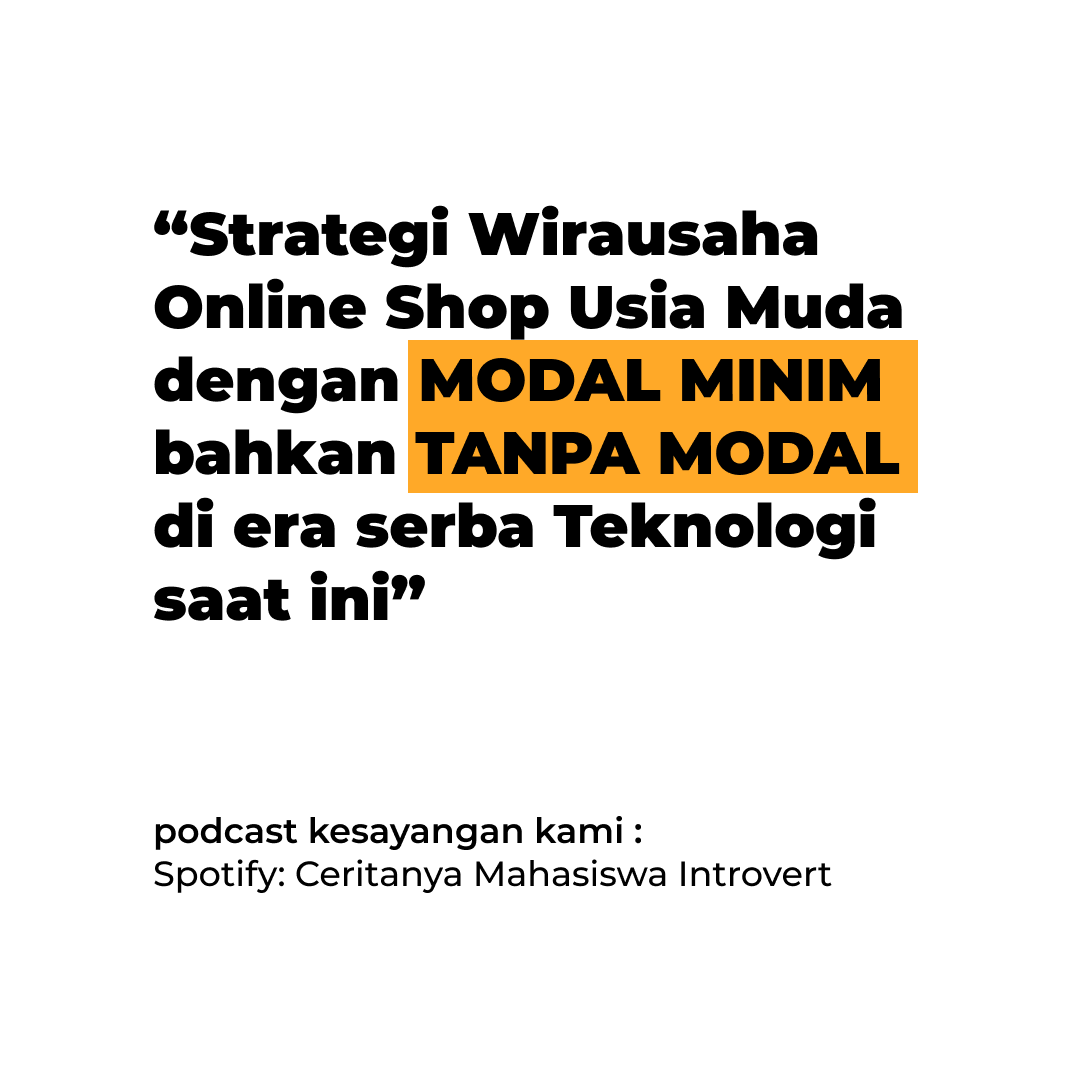 “Strategi Wirausaha
Online Shop Usia Muda
dengan MODAL MINIM
bahkan TANPA MODAL
di era serba Teknologi
saat ini”
podcast kesayangan kami :
Spotify: Ceritanya Mahasiswa Introvert